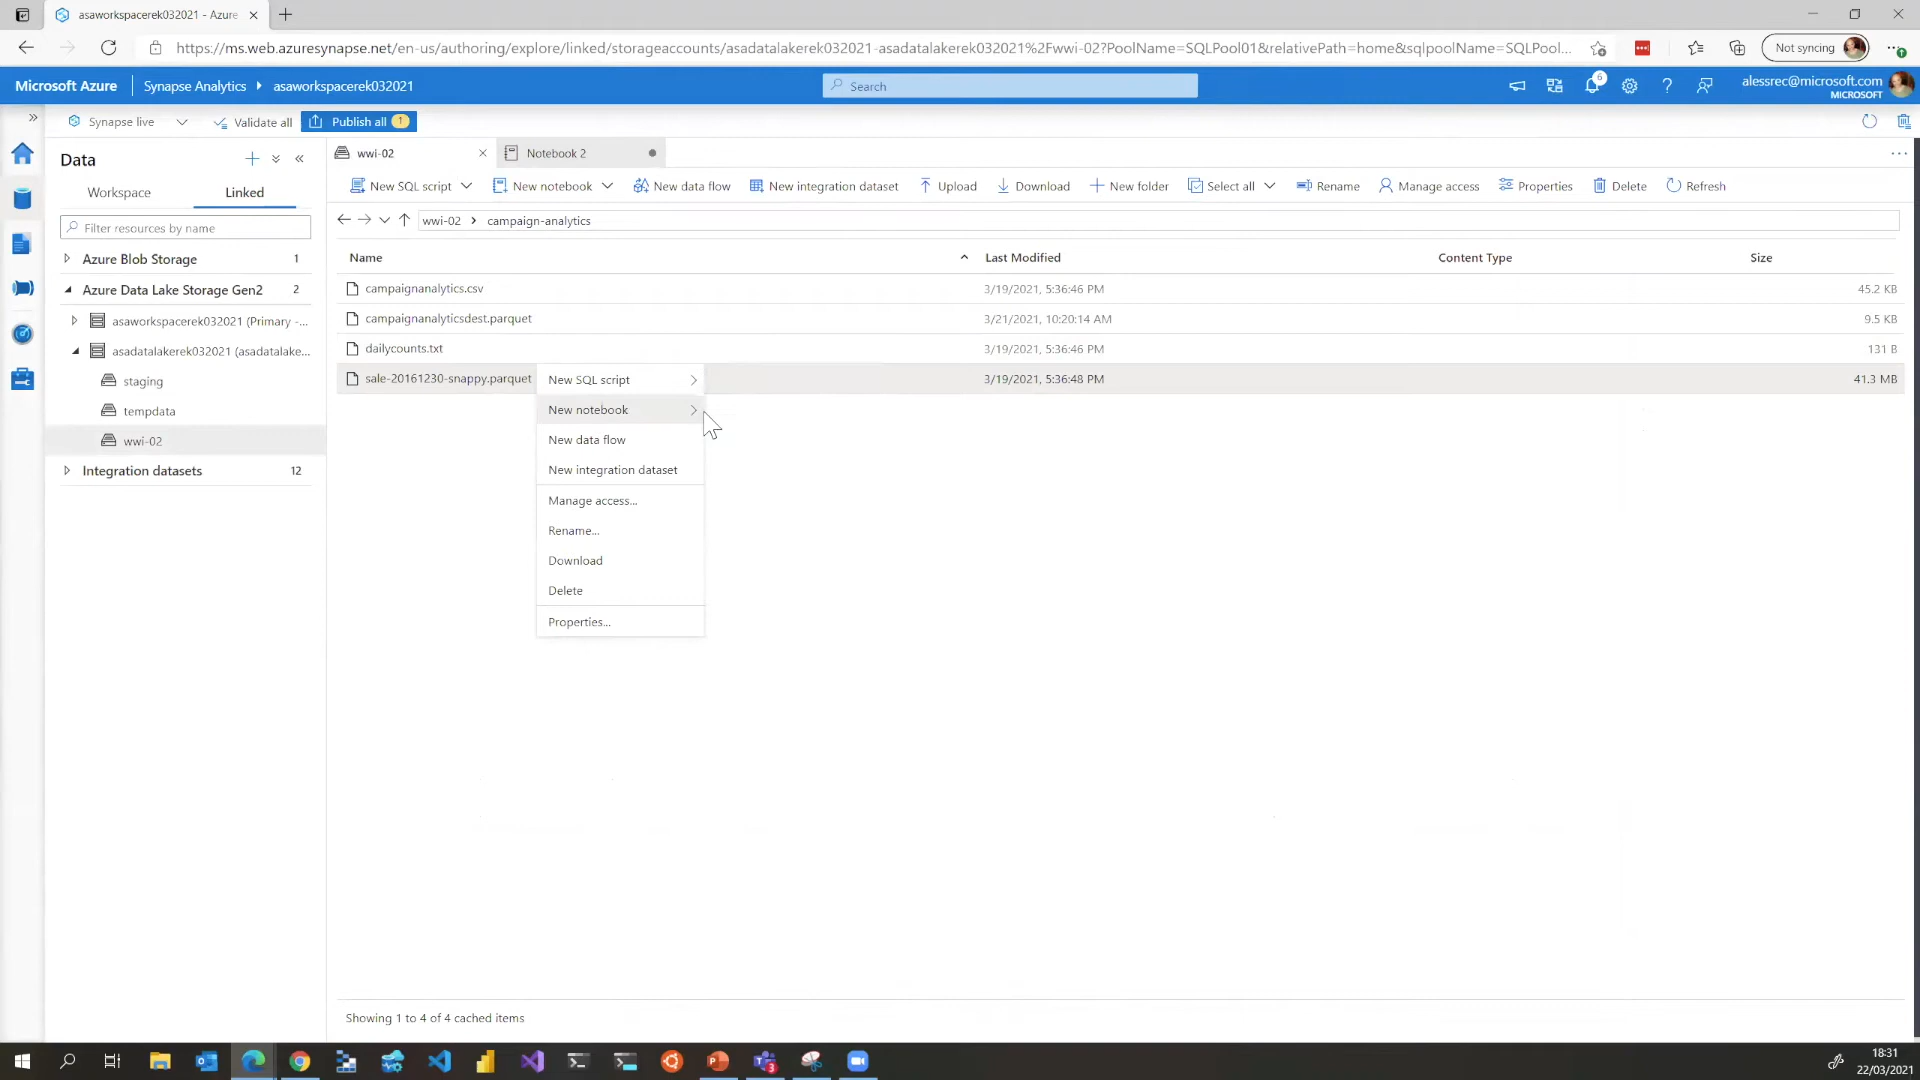 asaworkspacerek032021 - Azure
https://ms.web.azuresynapse.net/en-us/authoring/explore/linked/storageaccounts/asadatalakerek032021-asadatalakerek032021%2Fwwi-02?PoolName=SQLPool01&relativePath=home&sqlpoolName=SQLPool...
Not syncing
Microsoft Azure
Synapse Analytics
asaworkspacerek032021
Search
6
alessrec@microsoft.com
MICROSOFT
Synapse live
Validate all
Publish all 1
Data
wwi-02
Notebook 2
Workspace
Linked
New SQL script
New notebook
New data flow
New integration dataset
Upload
Download
New folder
Select all
Rename
Manage access
Properties
Delete
Refresh
Filter resources by name
wwi-02 > campaign-analytics
Azure Blob Storage 1
Azure Data Lake Storage Gen2 2
asaworkspacerek032021 (Primary -...
asadatalakerek032021 (asadatalake...
staging
tempdata
wwi-02
Integration datasets 12
Name Last Modified Content Type Size
campaignanalytics.csv 3/19/2021, 5:36:46 PM 45.2 KB
campaignanalyticsdest.parquet 3/21/2021, 10:20:14 AM 9.5 KB
dailycounts.txt 3/19/2021, 5:36:46 PM 131 B
sale-20161230-snappy.parquet 3/19/2021, 5:36:48 PM 41.3 MB
New SQL script
New notebook
New data flow
New integration dataset
Manage access...
Rename...
Download
Delete
Properties...
Showing 1 to 4 of 4 cached items
3
18:31
22/03/2021